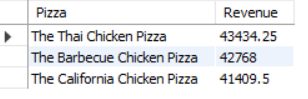 Pizza Revenue
The Thai Chicken Pizza 43434.25
The Barbecue Chicken Pizza 42768
The California Chicken Pizza 41409.5